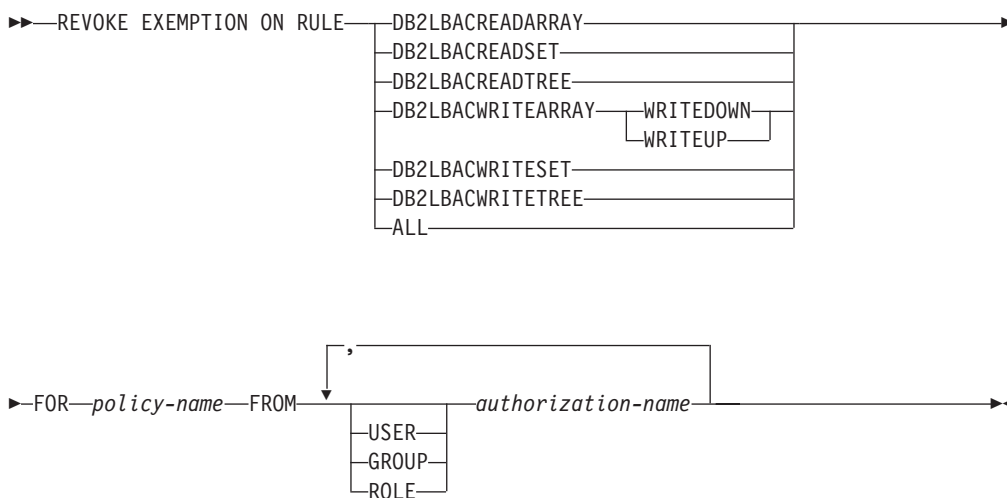 REVOKE EXEMPTION ON RULE DB2LBACREADARRAY
DB2LBACREADSET
DB2LBACREADTREE
DB2LBACWRITEARRAY WRITEDOWN
WRITEUP
DB2LBACWRITESET
DB2LBACWRITETREE
ALL
,
FOR policy-name FROM authorization-name
USER
GROUP
ROLE